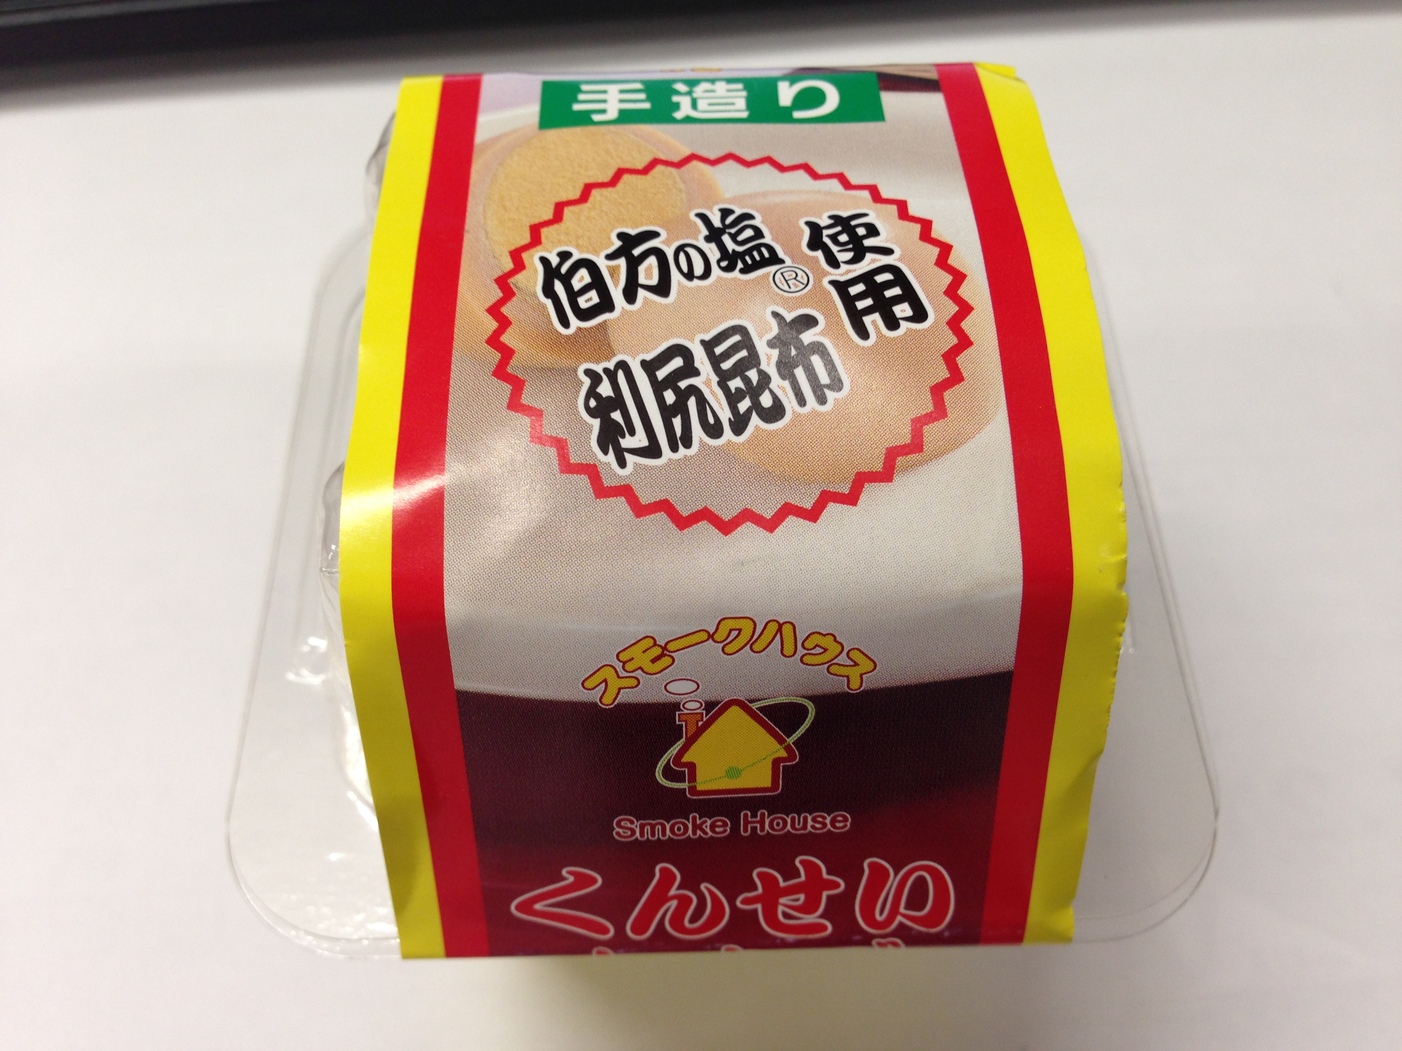 手造り
伯方の塩®
利尻昆布
使用
スモークハウス
Smoke House
くんせい